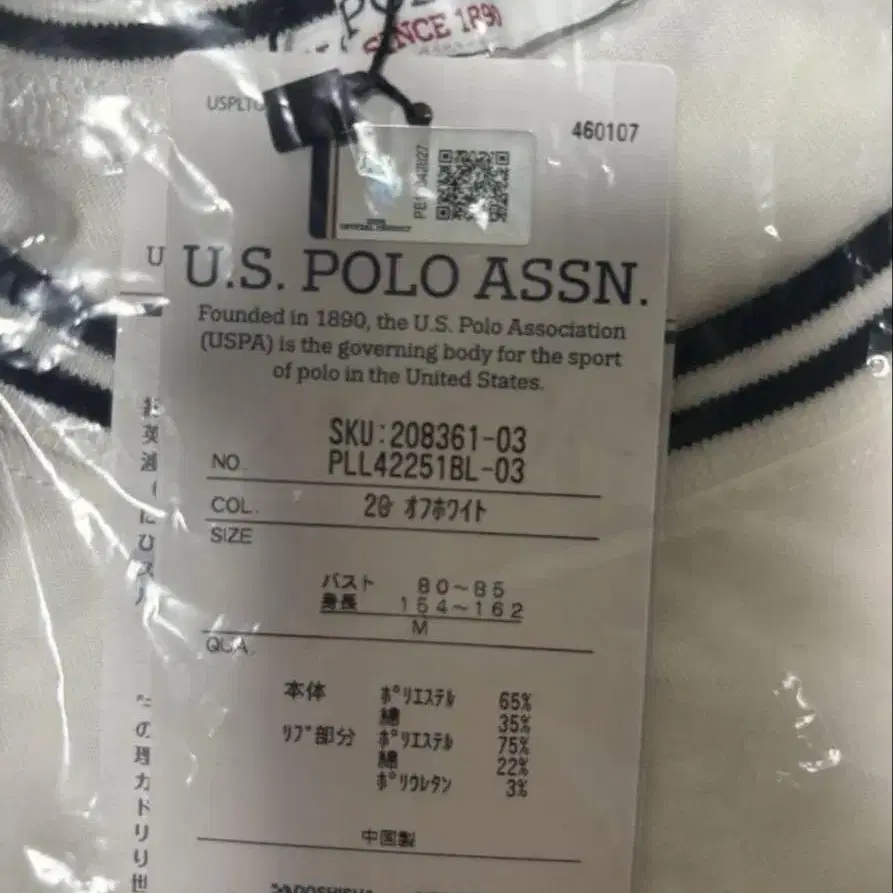 SINCE 1890
460107
U.S. POLO ASSN.
Founded in 1890, the U.S. Polo Association
(USPA) is the governing body for the sport
of polo in the United States.
SKU:208361-03
NO. PLL42251BL-03
COL. 20 オフホワイト
SIZE
バスト 80~85
身長 154~162
M
QUA.
本体 ポリエステル 65%
綿 35%
リブ部分 ポリエステル 75%
綿 22%
ポリウレタン 3%
中国製